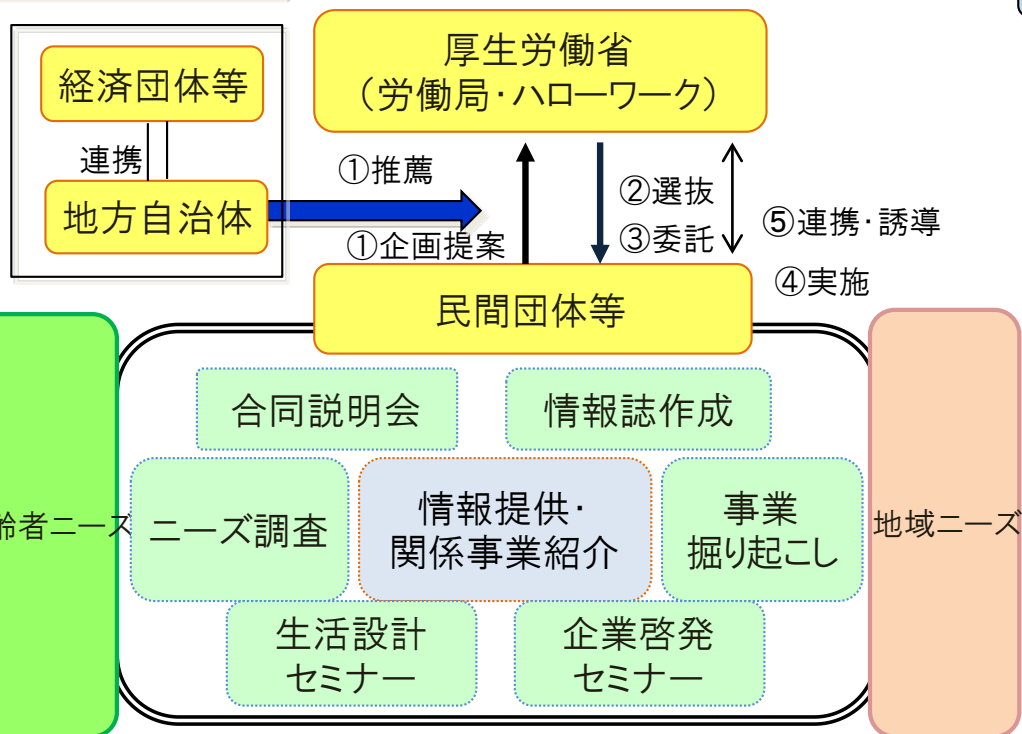 経済団体等
連携
地方自治体
厚生労働省
（労働局・ハローワーク）
①推薦
①企画提案
②選抜
③委託
⑤連携・誘導
④実施
民間団体等
合同説明会
情報誌作成
齢者ニーズ
ニーズ調査
情報提供・
関係事業紹介
事業
掘り起こし
地域ニーズ
生活設計
セミナー
企業啓発
セミナー